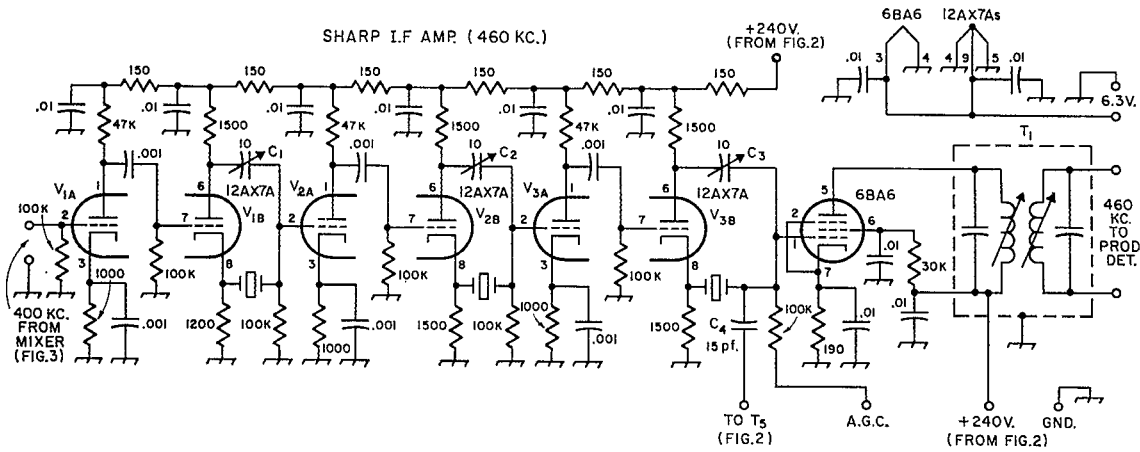 SHARP I.F. AMP. (460 KC.)
+240V.
(FROM FIG.2)
6BA6
12AX7As
.01
3
4
4
9
5
.01
6.3V.
150
150
150
150
150
150
.01
.01
.01
.01
.01
.01
47K
1500
47K
1500
47K
1500
.001
10
C1
.001
10
C2
.001
10
C3
12AX7A
12AX7A
12AX7A
6BA6
T1
V1A
1
6
V1B
V2A
1
6
V2B
V3A
1
6
V3B
5
100K
2
7
2
7
2
7
2
1
6
3
8
3
8
3
8
7
.01
30K
.01
460
KC.
TO
PROD
DET.
1000
100K
100K
100K
400 KC.
FROM
MIXER
(FIG.3)
.001
1200
100K
1000
.001
1500
100K
1000
.001
1500
C4
15 pf.
100K
190
.01
TO T5
(FIG.2)
A.G.C.
+240V.
(FROM FIG.2)
GND.